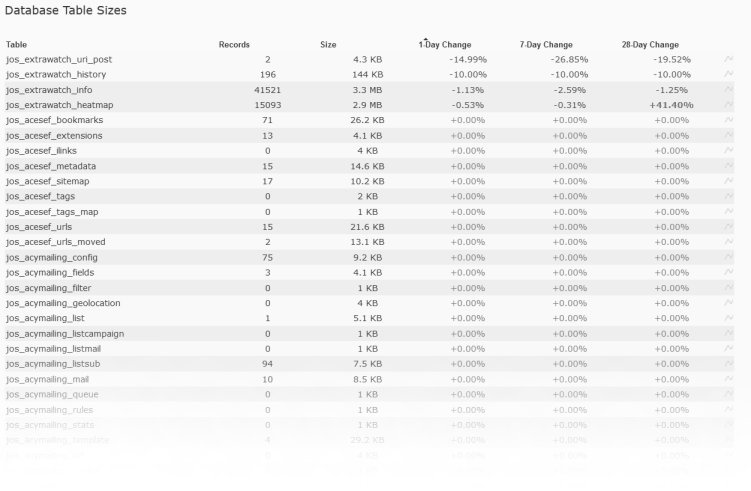 Database Table Sizes
Table Records Size 1-Day Change 7-Day Change 28-Day Change
jos_extrawatch_uri_post 2 4.3 KB -14.99% -26.85% -19.52%
jos_extrawatch_history 196 144 KB -10.00% -10.00% -10.00%
jos_extrawatch_info 41521 3.3 MB -1.13% -2.59% -1.25%
jos_extrawatch_heatmap 15093 2.9 MB -0.53% -0.31% +41.40%
jos_acesef_bookmarks 71 26.2 KB +0.00% +0.00% +0.00%
jos_acesef_extensions 13 4.1 KB +0.00% +0.00% +0.00%
jos_acesef_ilinks 0 4 KB +0.00% +0.00% +0.00%
jos_acesef_metadata 15 14.6 KB +0.00% +0.00% +0.00%
jos_acesef_sitemap 17 10.2 KB +0.00% +0.00% +0.00%
jos_acesef_tags 0 2 KB +0.00% +0.00% +0.00%
jos_acesef_tags_map 0 1 KB +0.00% +0.00% +0.00%
jos_acesef_urls 15 21.6 KB +0.00% +0.00% +0.00%
jos_acesef_urls_moved 2 13.1 KB +0.00% +0.00% +0.00%
jos_acymailing_config 75 9.2 KB +0.00% +0.00% +0.00%
jos_acymailing_fields 3 4.1 KB +0.00% +0.00% +0.00%
jos_acymailing_filter 0 1 KB +0.00% +0.00% +0.00%
jos_acymailing_geolocation 0 4 KB +0.00% +0.00% +0.00%
jos_acymailing_list 1 5.1 KB +0.00% +0.00% +0.00%
jos_acymailing_listcampaign 0 1 KB +0.00% +0.00% +0.00%
jos_acymailing_listmail 0 1 KB +0.00% +0.00% +0.00%
jos_acymailing_listsub 94 7.5 KB +0.00% +0.00% +0.00%
jos_acymailing_mail 10 8.5 KB +0.00% +0.00% +0.00%
jos_acymailing_queue 0 1 KB +0.00% +0.00% +0.00%
jos_acymailing_rules 0 1 KB +0.00% +0.00% +0.00%
jos_acymailing_stats 0 1 KB +0.00% +0.00% +0.00%
jos_acymailing_template 4 29.2 KB +0.00% +0.00% +0.00%